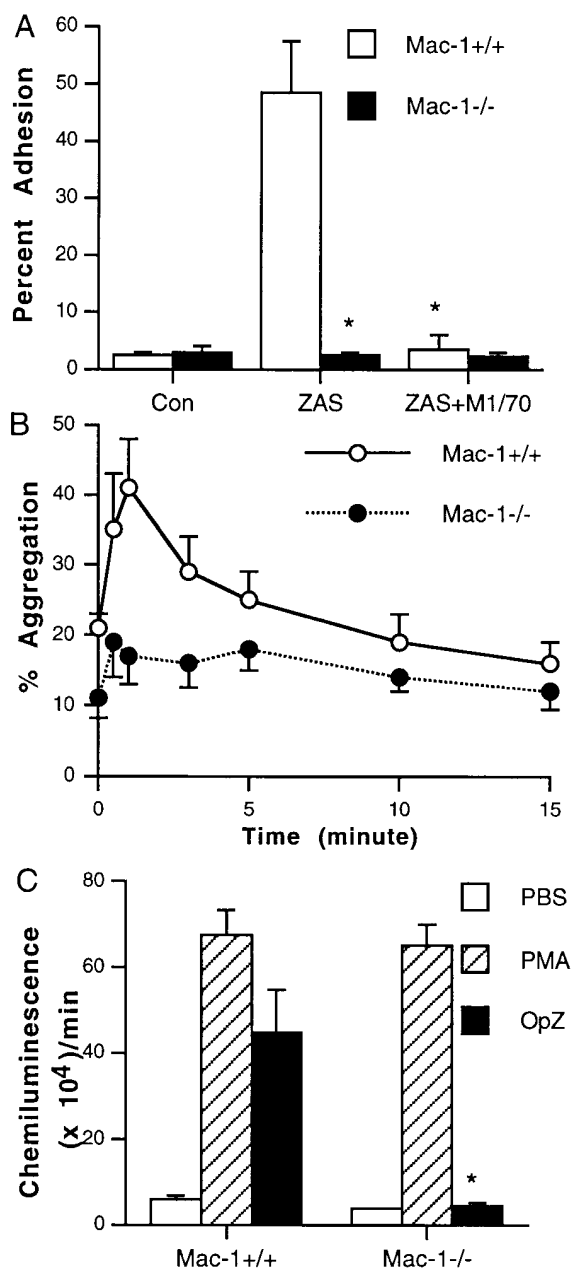 A
Percent Adhesion
60
50
40
30
20
10
0
Mac-1+/+
Mac-1-/-
*
*
Con
ZAS
ZAS+M1/70
B
% Aggregation
50
40
30
20
10
0
Mac-1+/+
Mac-1-/-
0
5
10
15
Time (minute)
C
Chemiluminescence
(x 10⁴)/min
80
60
40
20
0
PBS
PMA
OpZ
*
Mac-1+/+
Mac-1-/-